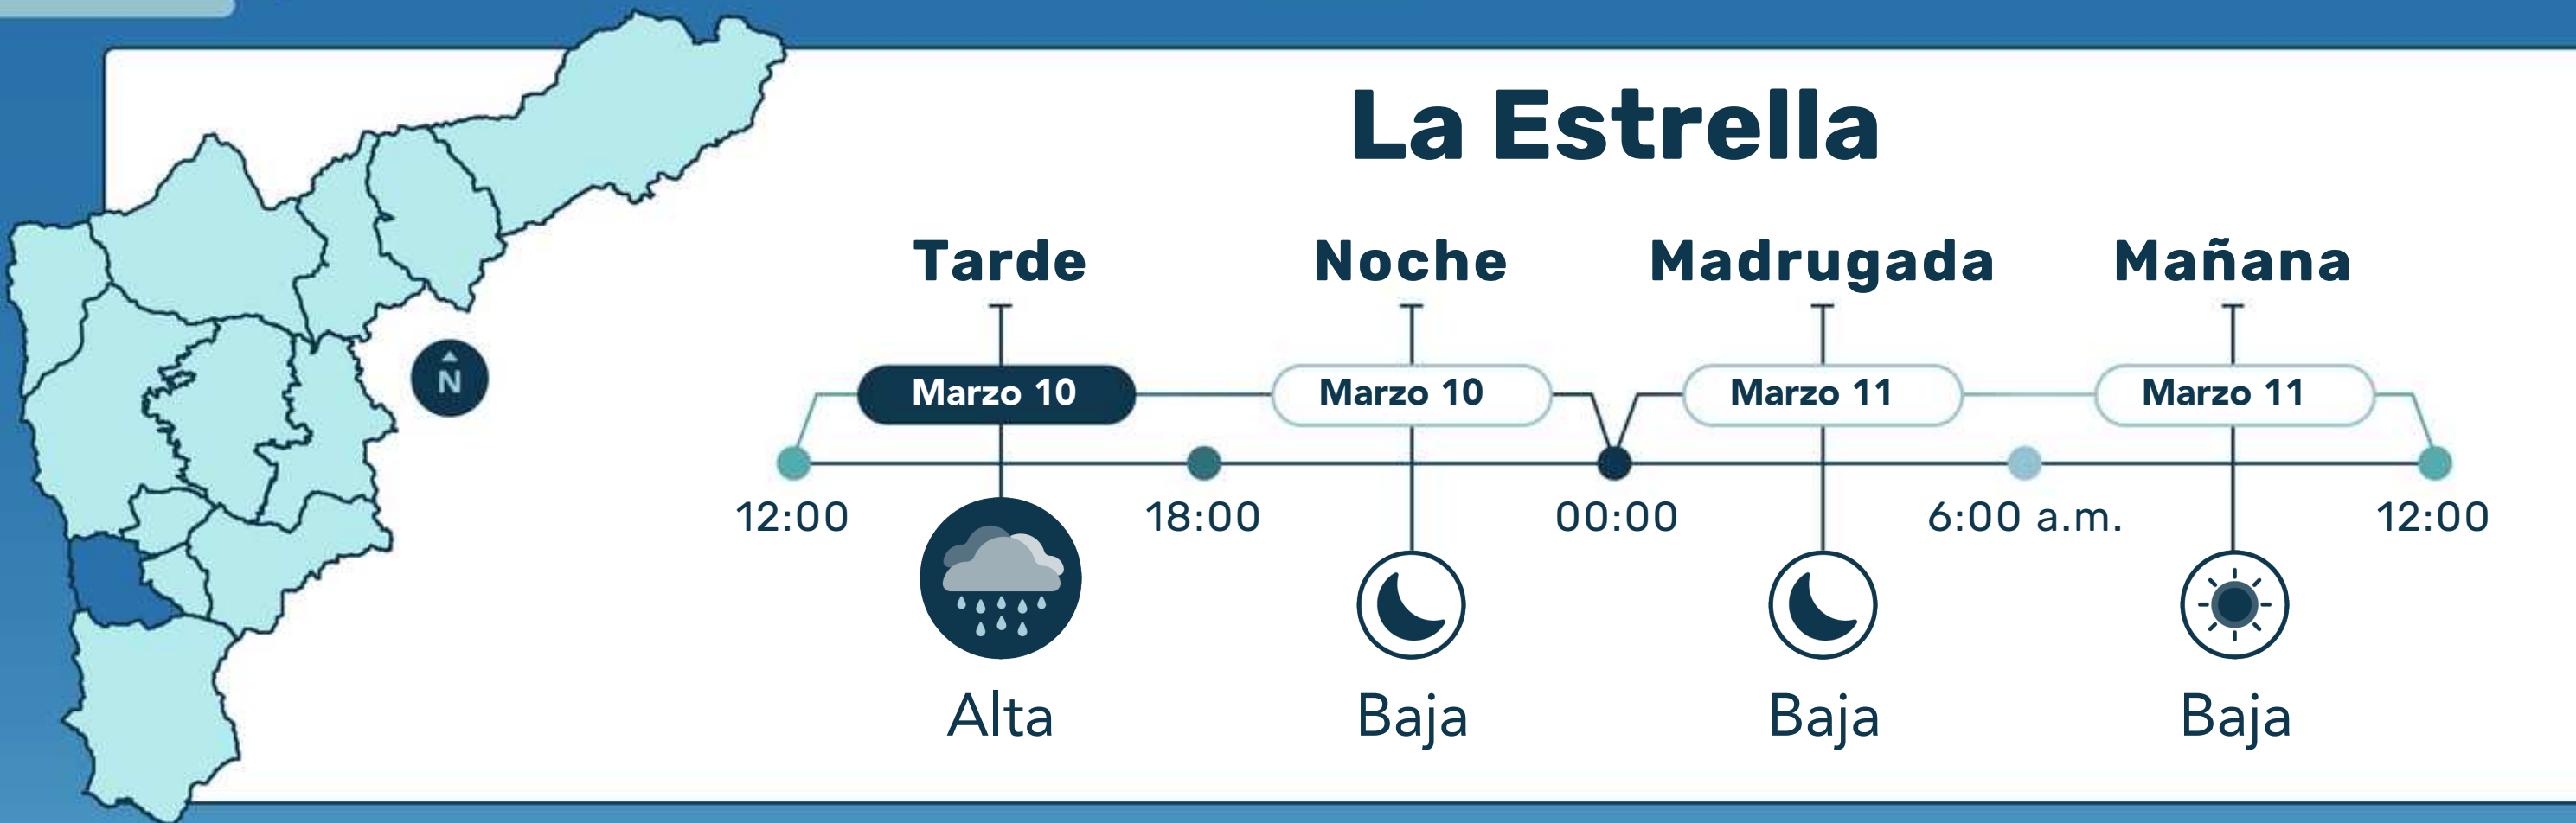 La Estrella
Tarde Noche Madrugada Mañana
Marzo 10 Marzo 10 Marzo 11 Marzo 11
N
12:00 18:00 00:00 6:00 a.m. 12:00
Alta Baja Baja Baja